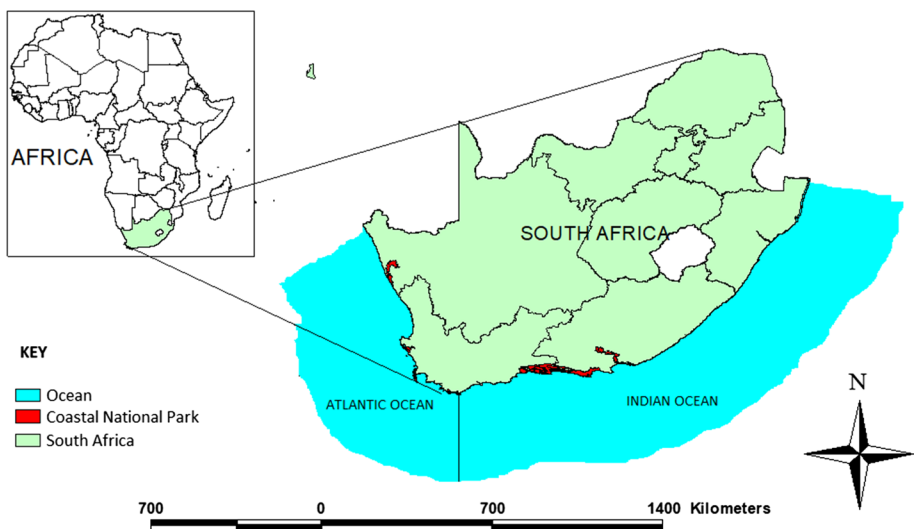 AFRICA
SOUTH AFRICA
KEY
Ocean
Coastal National Park
South Africa
ATLANTIC OCEAN
INDIAN OCEAN
N
700 0 700 1400 Kilometers